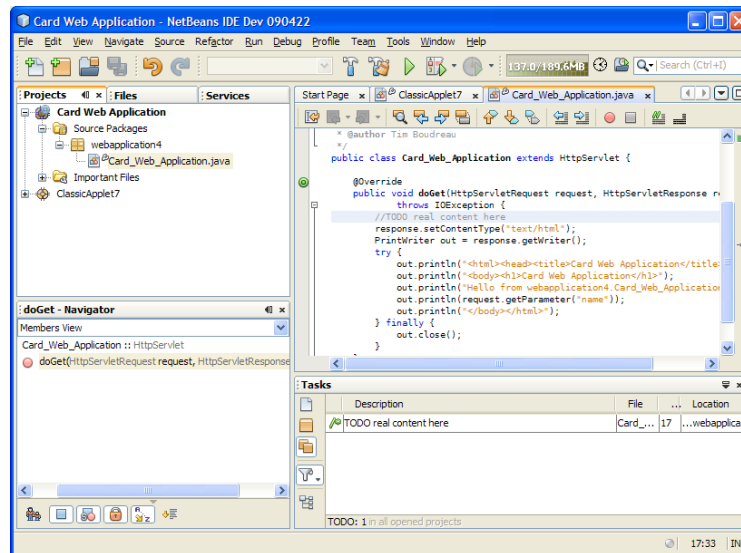 Card Web Application - NetBeans IDE Dev 090422
File Edit View Navigate Source Refactor Run Debug Profile Team Tools Window Help
137.0/189.6MB Search (Ctrl+I)
Projects Files Services
Card Web Application
Source Packages
webapplication4
Card_Web_Application.java
Important Files
ClassicApplet7
Start Page ClassicApplet7 Card_Web_Application.java
* @author Tim Boudreau
*/
public class Card_Web_Application extends HttpServlet {
@Override
public void doGet(HttpServletRequest request, HttpServletResponse re
throws IOException {
//TODO real content here
response.setContentType("text/html");
PrintWriter out = response.getWriter();
try {
out.println("<html><head><title>Card Web Application</title>
out.println("<body><h1>Card Web Application</h1>");
out.println("Hello from webapplication4.Card_Web_Application
out.println(request.getParameter("name"));
out.println("</body></html>");
} finally {
out.close();
}
doGet - Navigator
Members View
Card_Web_Application :: HttpServlet
doGet(HttpServletRequest request, HttpServletResponse
Tasks
Description File ... Location
TODO real content here Card_... 17 ...webapplica
TODO: 1 in all opened projects
17:33 IN